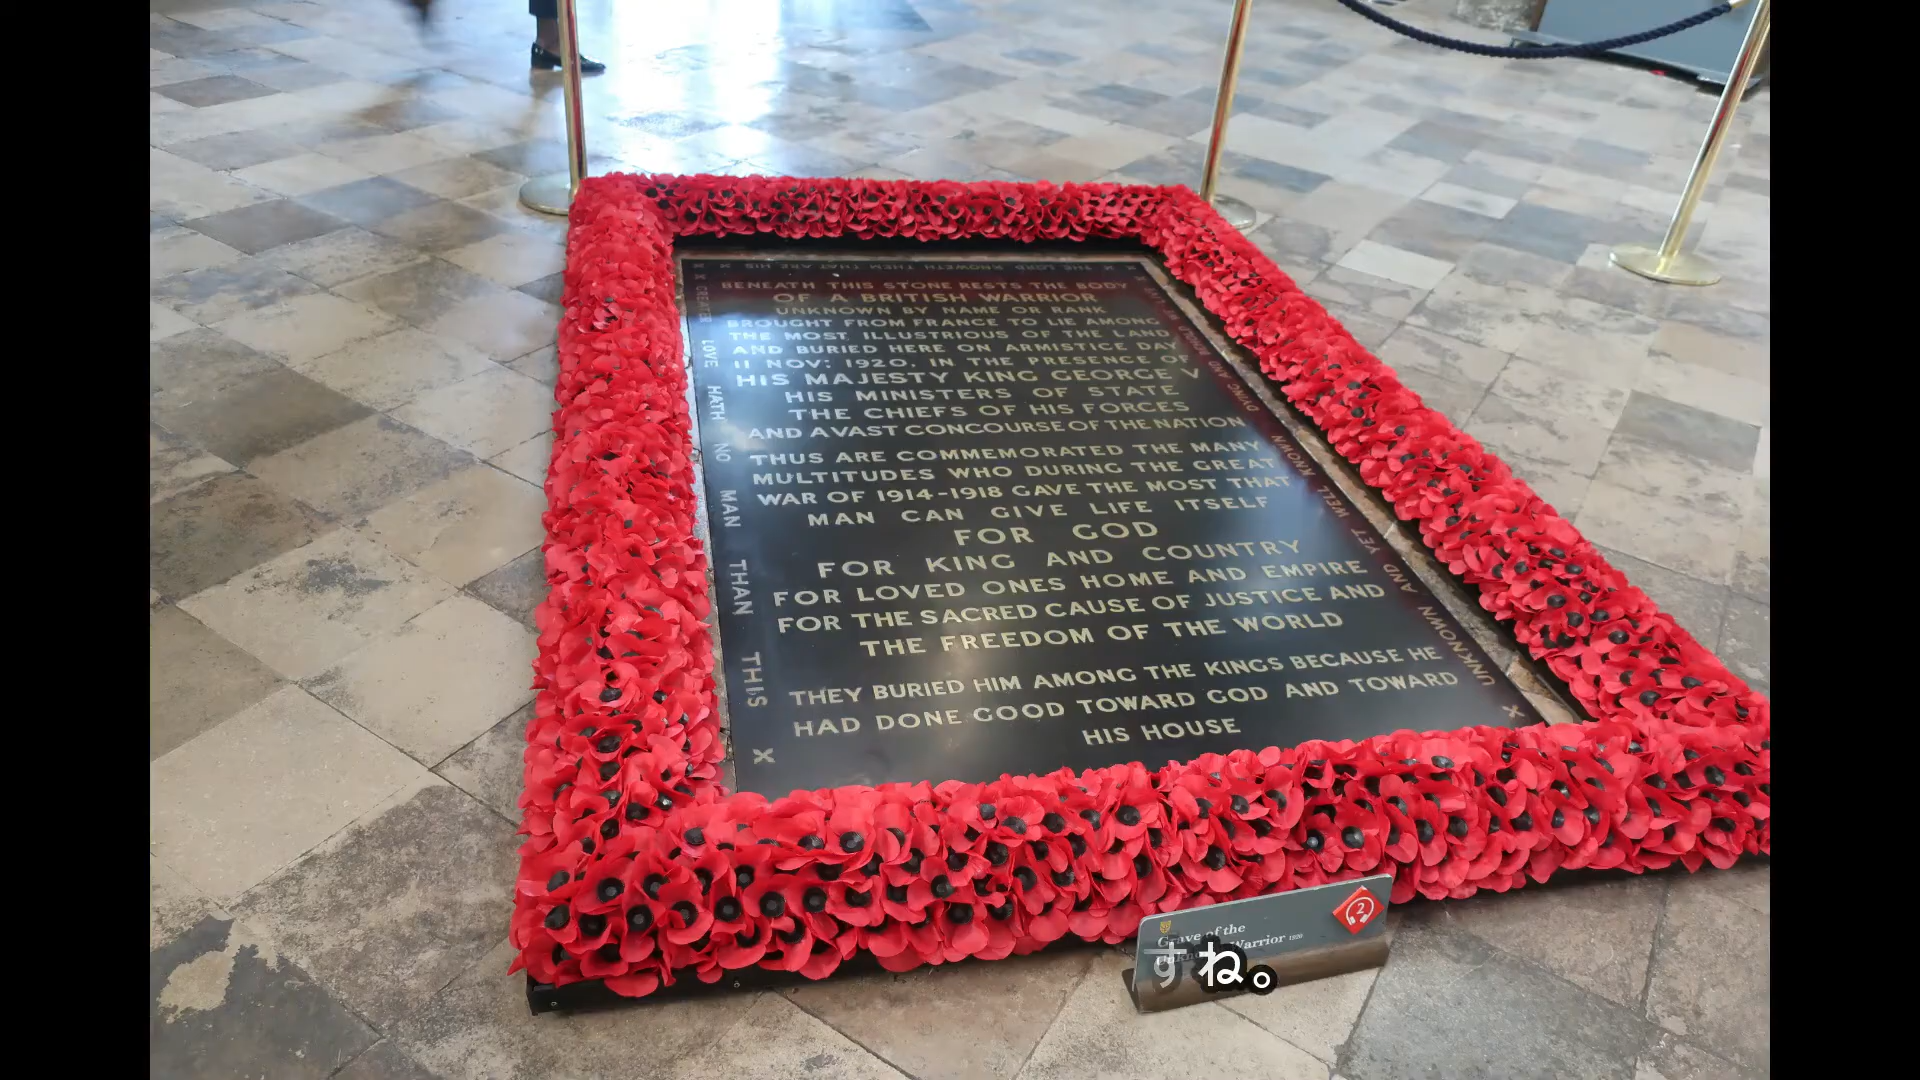 THE LORD KNOWETH THEM THAT ARE HIS
BENEATH THIS STONE RESTS THE BODY
OF A BRITISH WARRIOR
UNKNOWN BY NAME OR RANK
BROUGHT FROM FRANCE TO LIE AMONG
THE MOST ILLUSTRIOUS OF THE LAND
AND BURIED HERE ON ARMISTICE DAY
11 NOV: 1920, IN THE PRESENCE OF
HIS MAJESTY KING GEORGE V
HIS MINISTERS OF STATE
THE CHIEFS OF HIS FORCES
AND A VAST CONCOURSE OF THE NATION
THUS ARE COMMEMORATED THE MANY
MULTITUDES WHO DURING THE GREAT
WAR OF 1914-1918 GAVE THE MOST THAT
MAN CAN GIVE LIFE ITSELF
FOR GOD
FOR KING AND COUNTRY
FOR LOVED ONES HOME AND EMPIRE
FOR THE SACRED CAUSE OF JUSTICE AND
THE FREEDOM OF THE WORLD
THEY BURIED HIM AMONG THE KINGS BECAUSE HE
HAD DONE GOOD TOWARD GOD AND TOWARD
HIS HOUSE
GREATER LOVE HATH NO MAN THAN THIS
UNKNOWN AND YET WELL KNOWN
DYING AND BEHOLD
Grave of the
Warrior 1920
2
すね。